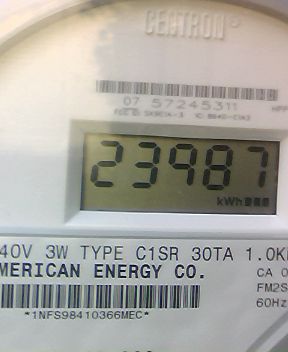 CENTRON
07 57245311
23987
kWh
40V 3W TYPE C1SR 30TA 1.0K
MERICAN ENERGY CO.
CA 0
FM2S
60Hz
*1NFS98410366MEC*